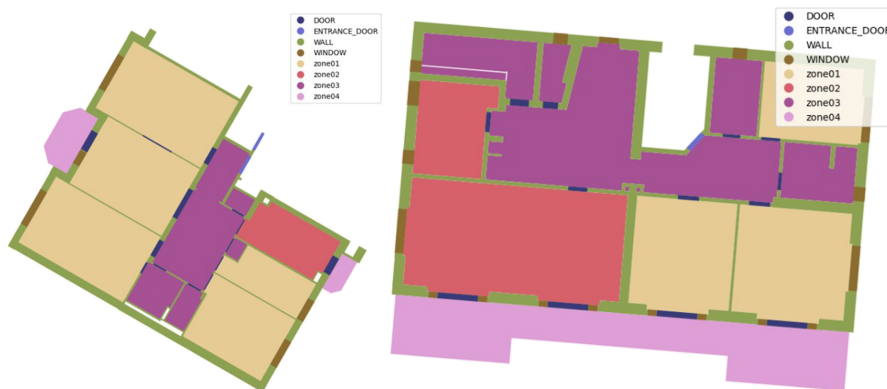 DOOR
ENTRANCE_DOOR
WALL
WINDOW
zone01
zone02
zone03
zone04
DOOR
ENTRANCE_DOOR
WALL
WINDOW
zone01
zone02
zone03
zone04